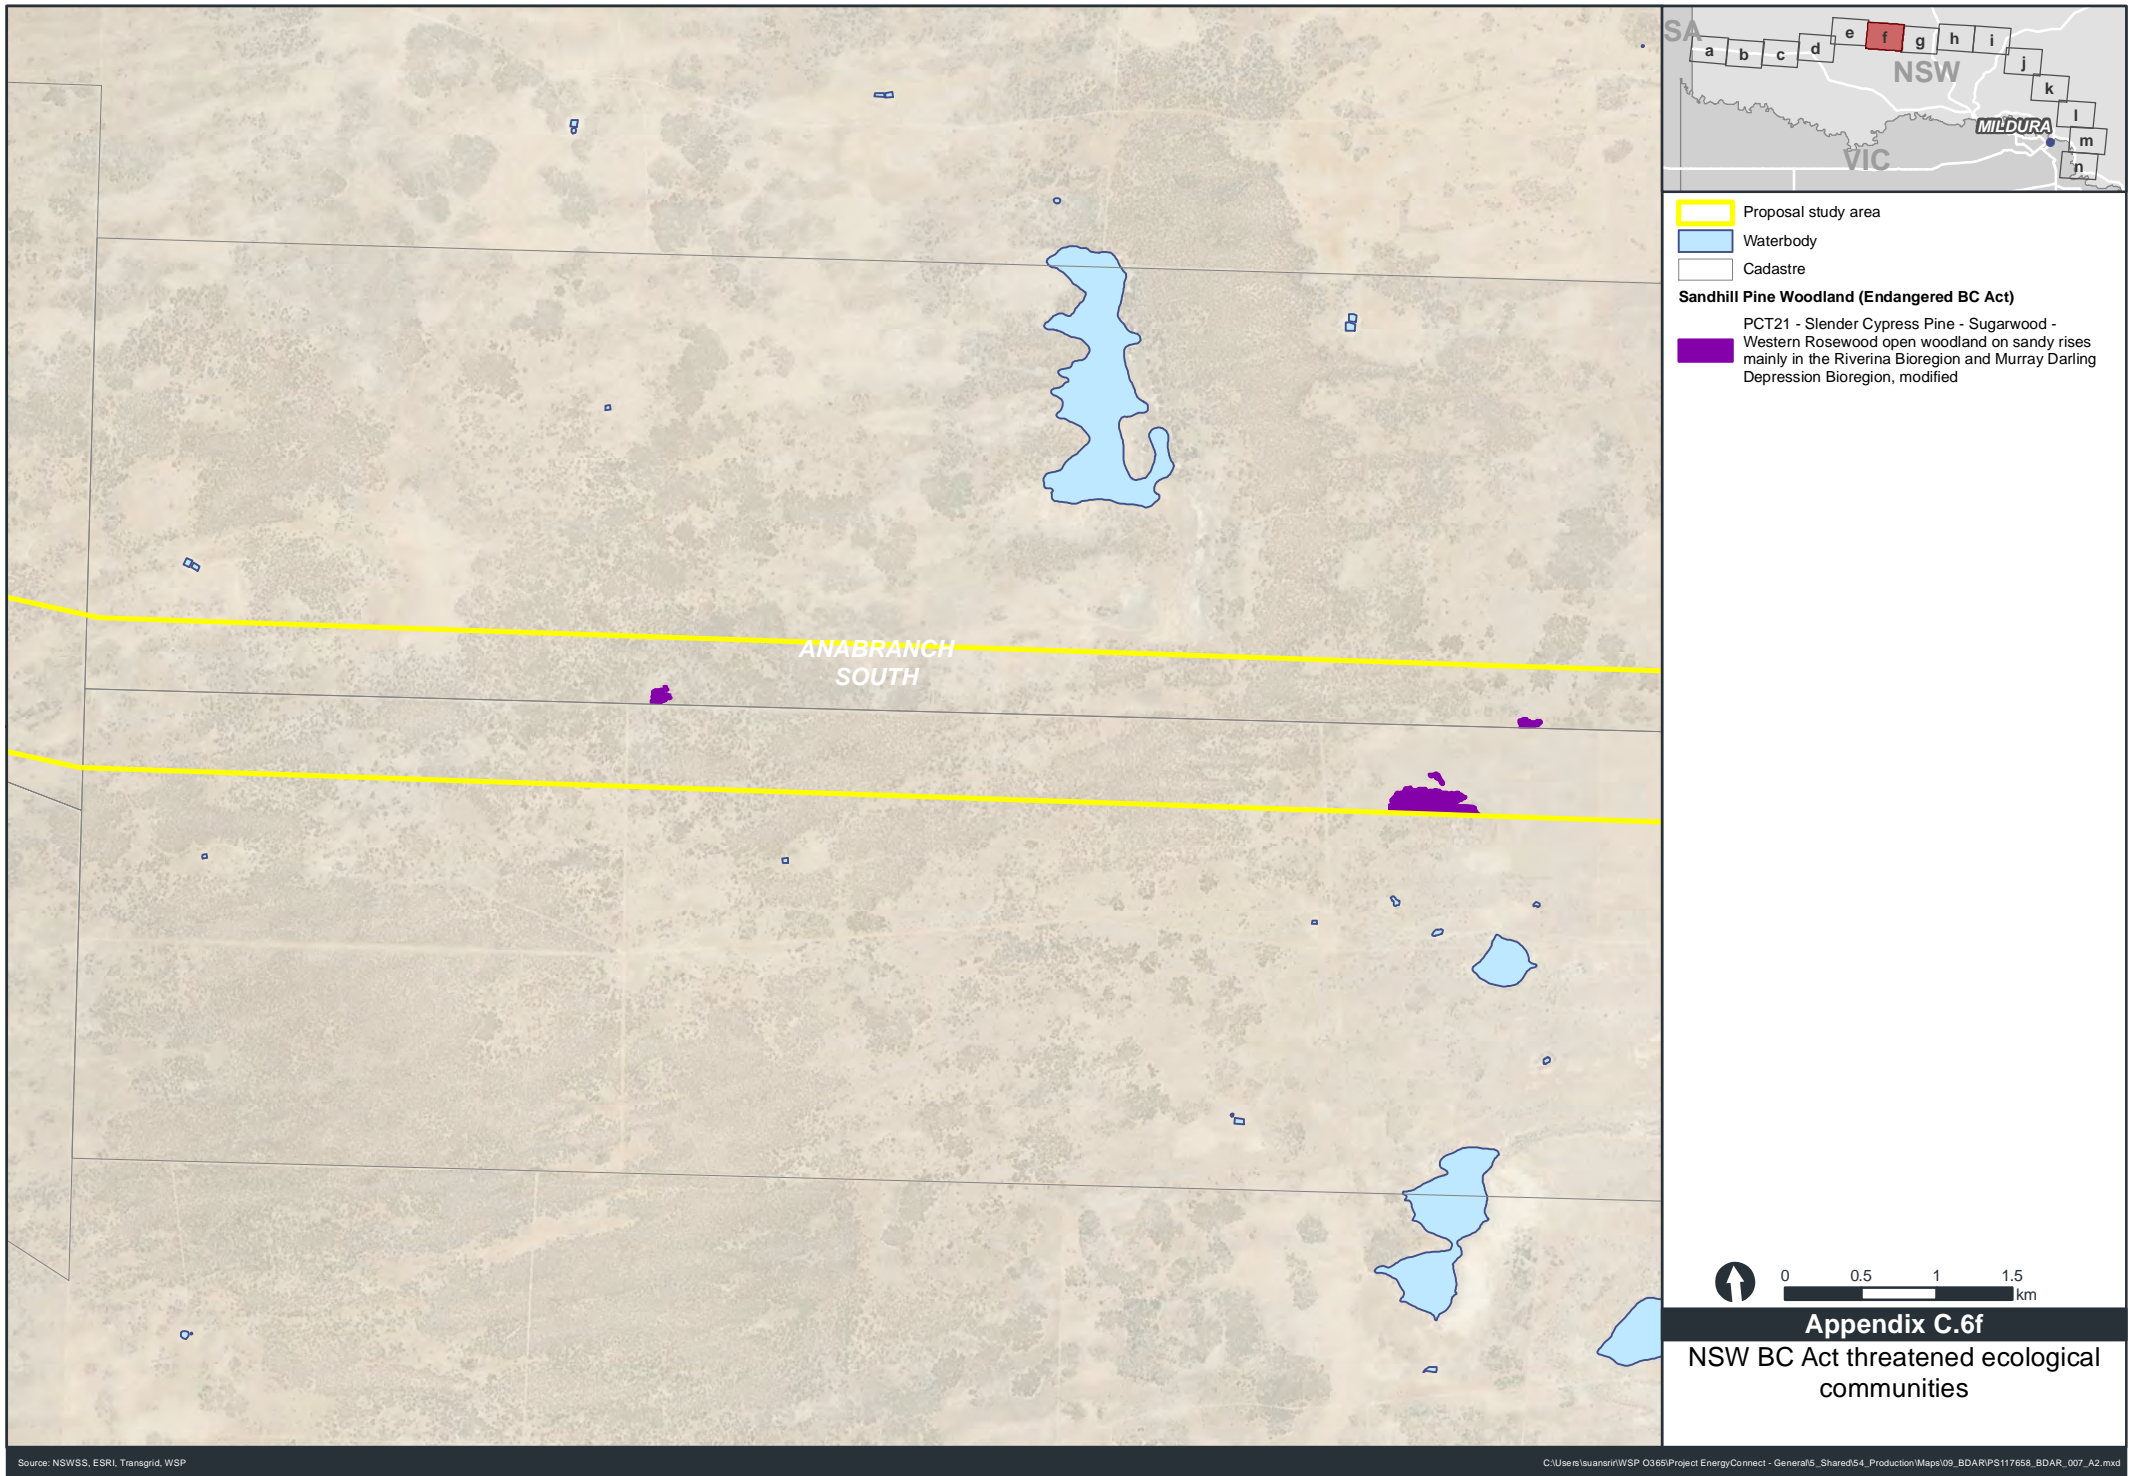 SA
a
b
c
d
e
f
g
h
i
j
k
l
m
n
NSW
MILDURA
VIC
Proposal study area
Waterbody
Cadastre
Sandhill Pine Woodland (Endangered BC Act)
PCT21 - Slender Cypress Pine - Sugarwood -
Western Rosewood open woodland on sandy rises
mainly in the Riverina Bioregion and Murray Darling
Depression Bioregion, modified
ANABRANCH
SOUTH
0 0.5 1 1.5
km
Appendix C.6f
NSW BC Act threatened ecological
communities
Source: NSWSS, ESRI, Transgrid, WSP
C:\Users\suansrir\WSP O365\Project EnergyConnect - General\5_Shared\54_Production\Maps\09_BDAR\PS117658_BDAR_007_A2.mxd